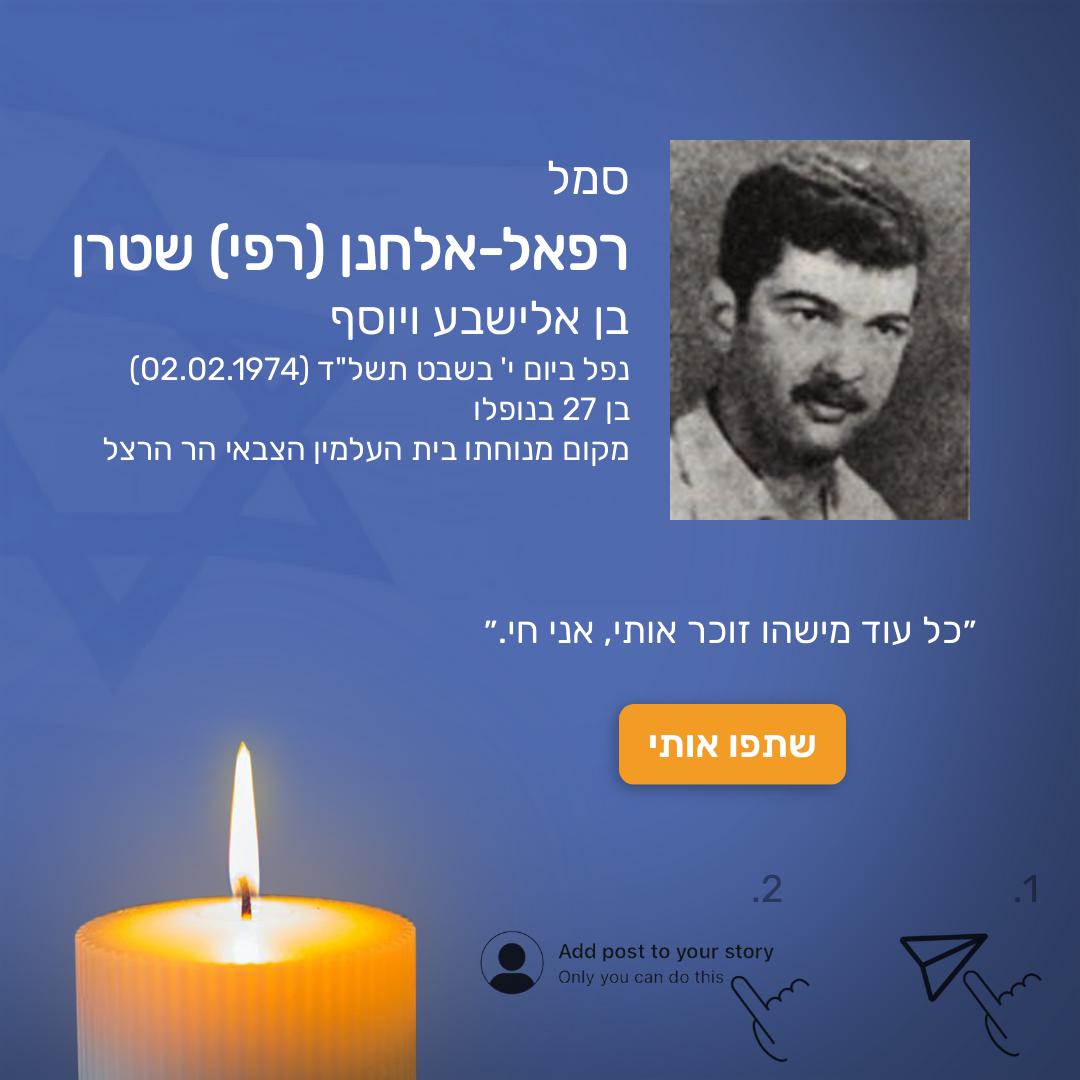 סמל
רפאל-אלחנן (רפי) שטרן
בן אלישבע ויוסף
נפל ביום י' בשבט תשל"ד (02.02.1974)
בן 27 בנופלו
מקום מנוחתו בית העלמין הצבאי הר הרצל
"כל עוד מישהו זוכר אותי, אני חי."
שתפו אותי
.1
.2
Add post to your story
Only you can do this